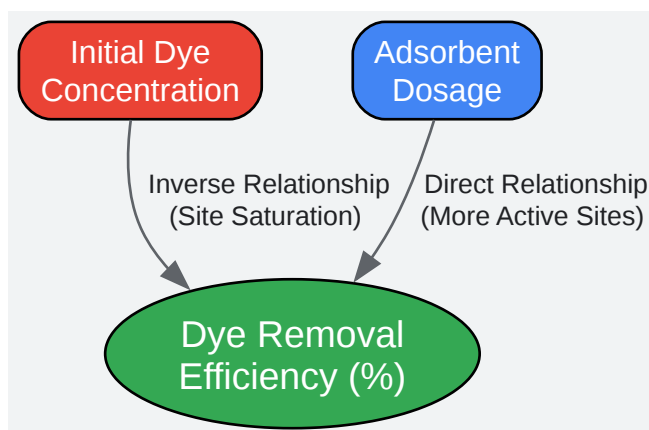 Initial Dye
Concentration
Adsorbent
Dosage
Inverse Relationship
(Site Saturation)
Direct Relationship
(More Active Sites)
Dye Removal
Efficiency (%)